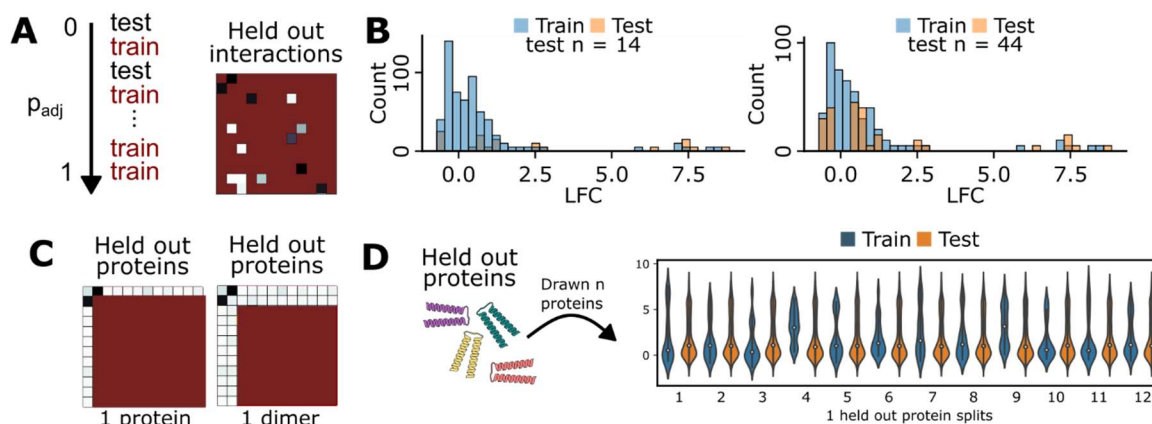 A
0
p_adj
1
test
train
test
train
⋮
train
train
Held out
interactions
B
Train Test
test n = 14
Count
100
0
0.0 2.5 5.0 7.5
LFC
Train Test
test n = 44
Count
100
0
0.0 2.5 5.0 7.5
LFC
C
Held out
proteins
1 protein
Held out
proteins
1 dimer
D
Held out
proteins
Drawn n
proteins
Train Test
10
5
0
1 2 3 4 5 6 7 8 9 10 11 12
1 held out protein splits